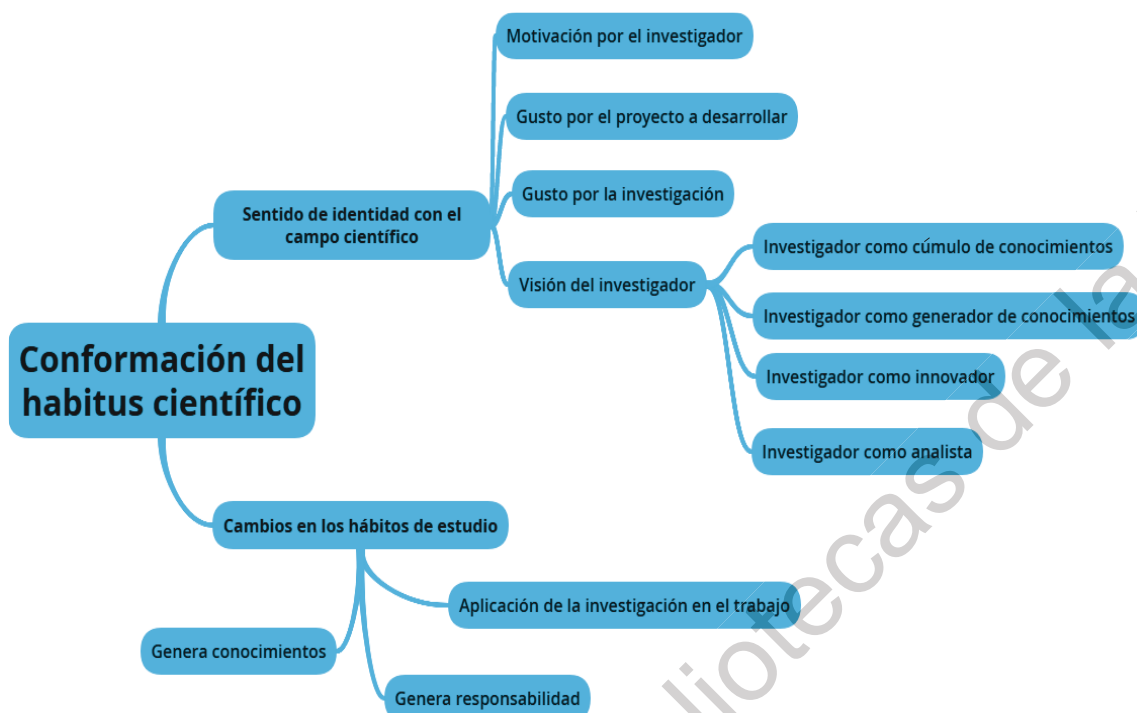 Motivación por el investigador
Gusto por el proyecto a desarrollar
Gusto por la investigación
Sentido de identidad con el
campo científico
Visión del investigador
Investigador como cúmulo de conocimientos
Investigador como generador de conocimientos
Investigador como innovador
Investigador como analista
Conformación del
habitus científico
Cambios en los hábitos de estudio
Aplicación de la investigación en el trabajo
Genera conocimientos
Genera responsabilidad
liotecas de la